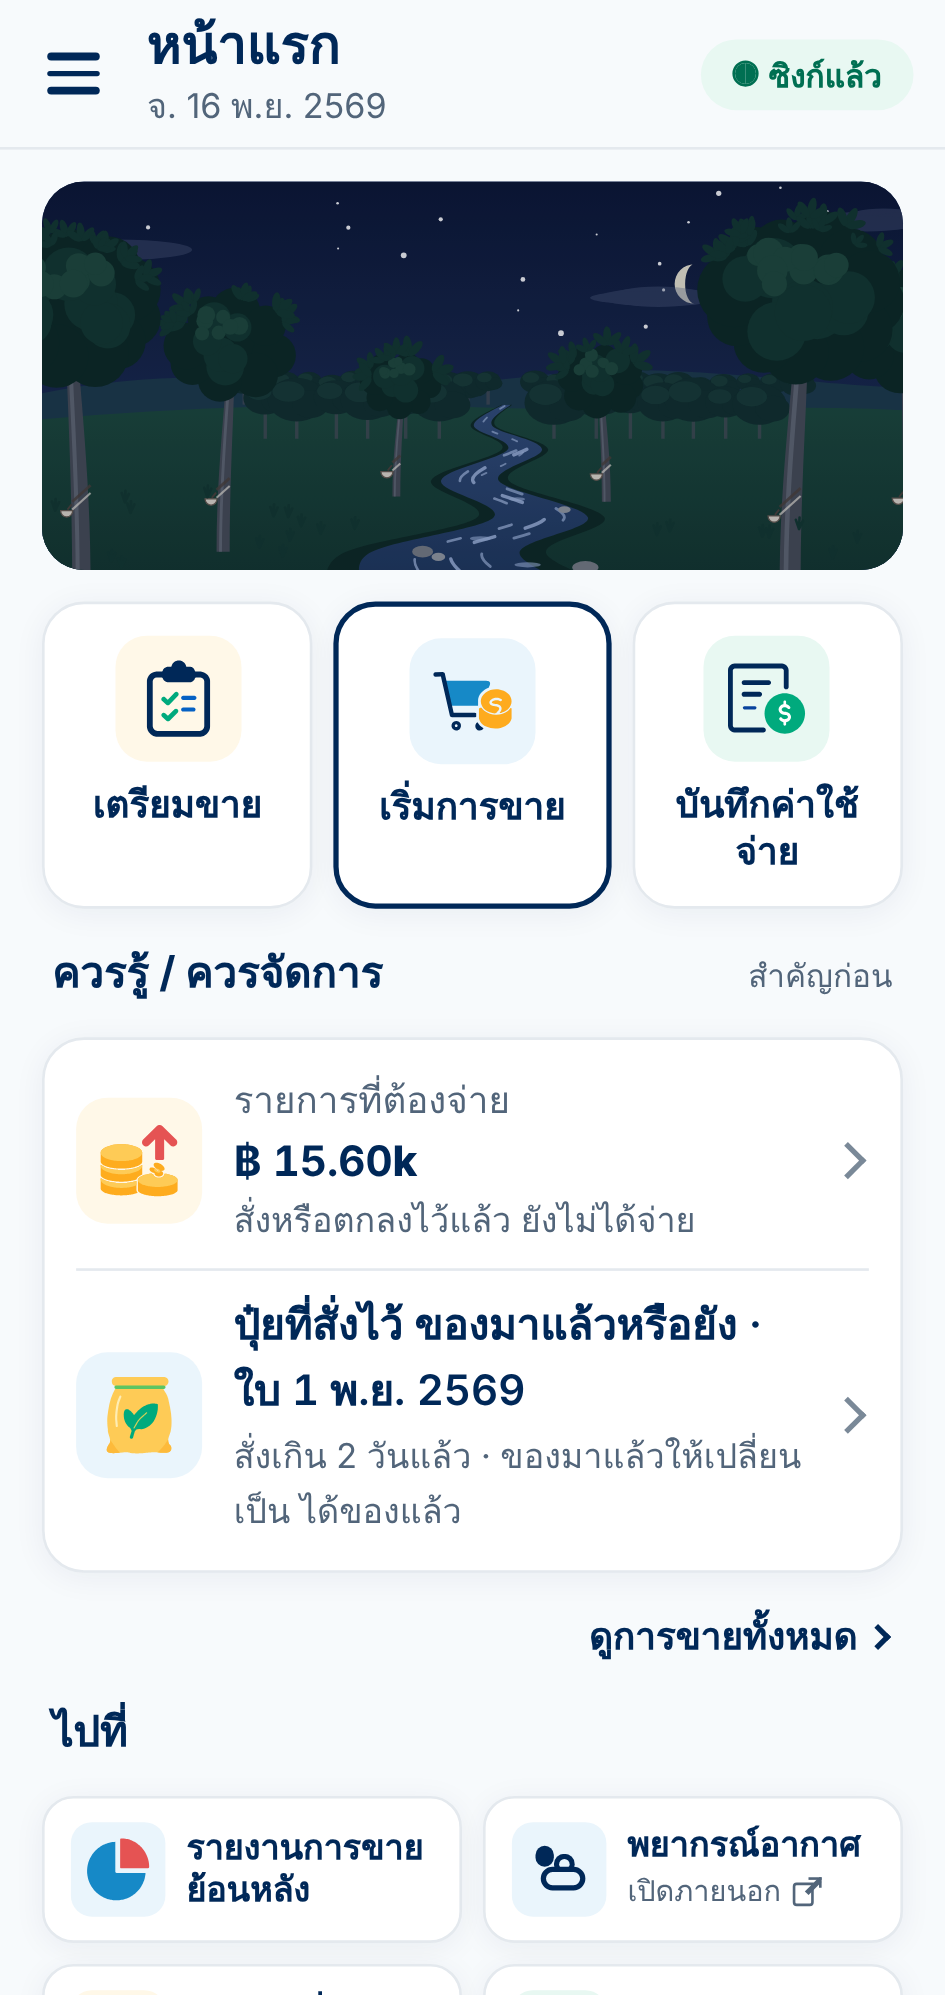 หน้าแรก
จ. 16 พ.ย. 2569
ซิงก์แล้ว
เตรียมขาย
เริ่มการขาย
บันทึกค่าใช้
จ่าย
ควรรู้ / ควรจัดการ
สำคัญก่อน
รายการที่ต้องจ่าย
฿ 15.60k
สั่งหรือตกลงไว้แล้ว ยังไม่ได้จ่าย
ปุ๋ยที่สั่งไว้ ของมาแล้วหรือยัง ·
ใบ 1 พ.ย. 2569
สั่งเกิน 2 วันแล้ว · ของมาแล้วให้เปลี่ยน
เป็น ได้ของแล้ว
ดูการขายทั้งหมด
ไปที่
รายงานการขาย
ย้อนหลัง
พยากรณ์อากาศ
เปิดภายนอก